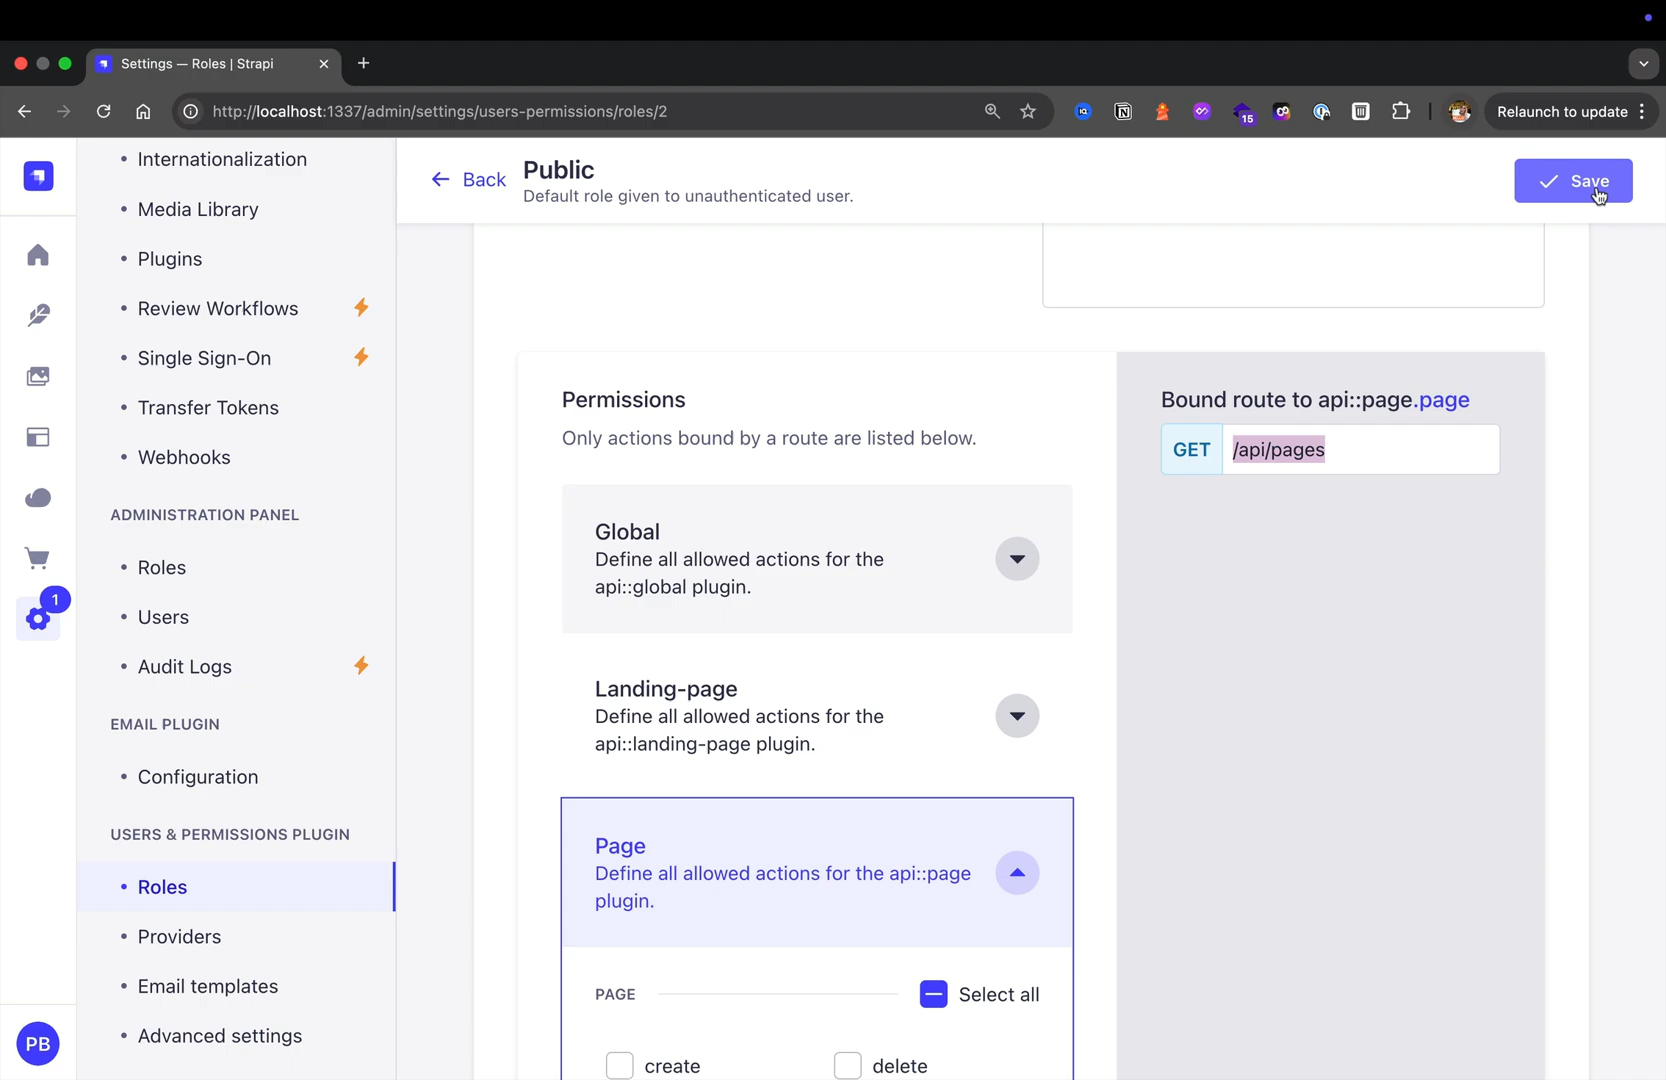 Settings — Roles | Strapi
http://localhost:1337/admin/settings/users-permissions/roles/2
15
Relaunch to update
Internationalization
Media Library
Plugins
Review Workflows
Single Sign-On
Transfer Tokens
Webhooks
ADMINISTRATION PANEL
Roles
Users
Audit Logs
EMAIL PLUGIN
Configuration
USERS & PERMISSIONS PLUGIN
Roles
Providers
Email templates
Advanced settings
1
PB
Back
Public
Default role given to unauthenticated user.
Save
Permissions
Only actions bound by a route are listed below.
Global
Define all allowed actions for the
api::global plugin.
Landing-page
Define all allowed actions for the
api::landing-page plugin.
Page
Define all allowed actions for the api::page
plugin.
PAGE
Select all
create
delete
Bound route to api::page.page
GET /api/pages